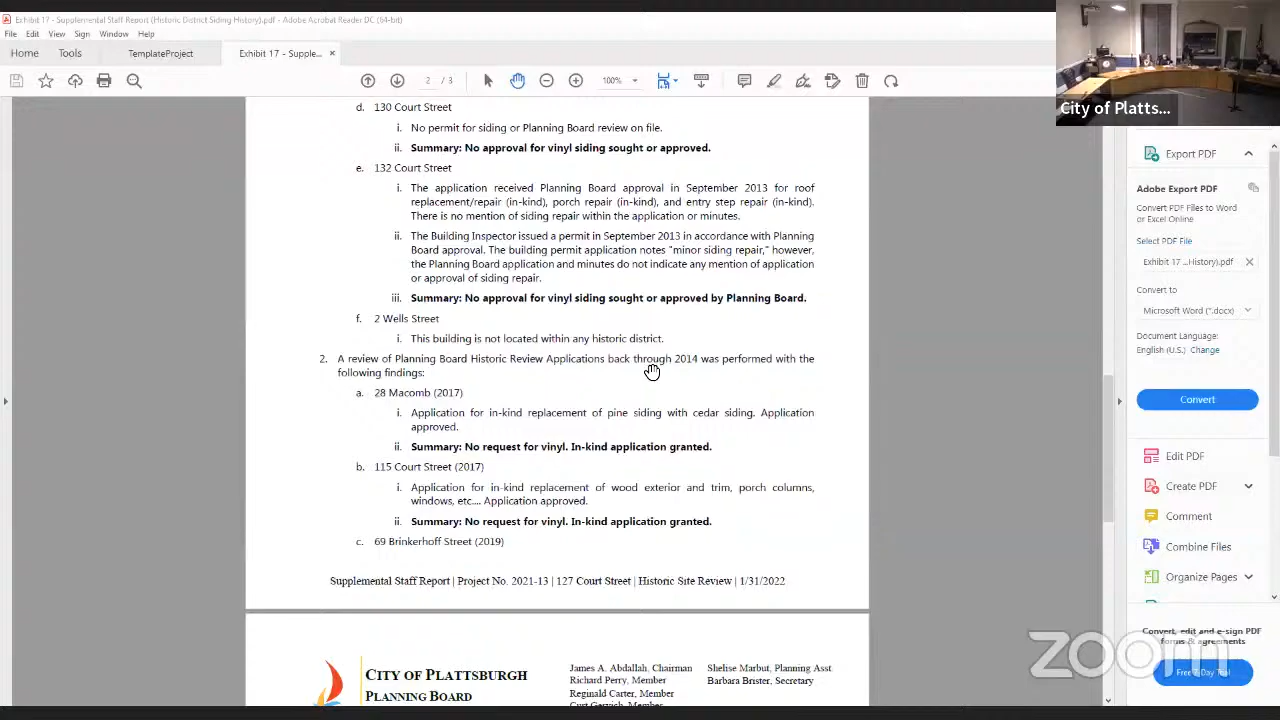 Exhibit 17 - Supplemental Staff Report (Historic District Siding History).pdf - Adobe Acrobat Reader DC (64-bit)
File Edit View Sign Window Help
Home Tools TemplateProject Exhibit 17 - Supple... ×
2 / 3 100%
City of Platts...
d. 130 Court Street
i. No permit for siding or Planning Board review on file.
ii. Summary: No approval for vinyl siding sought or approved.
e. 132 Court Street
i. The application received Planning Board approval in September 2013 for roof
replacement/repair (in-kind), porch repair (in-kind), and entry step repair (in-kind).
There is no mention of siding repair within the application or minutes.
ii. The Building Inspector issued a permit in September 2013 in accordance with Planning
Board approval. The building permit application notes "minor siding repair," however,
the Planning Board application and minutes do not indicate any mention of application
or approval of siding repair.
iii. Summary: No approval for vinyl siding sought or approved by Planning Board.
f. 2 Wells Street
i. This building is not located within any historic district.
2. A review of Planning Board Historic Review Applications back through 2014 was performed with the
following findings:
a. 28 Macomb (2017)
i. Application for in-kind replacement of pine siding with cedar siding. Application
approved.
ii. Summary: No request for vinyl. In-kind application granted.
b. 115 Court Street (2017)
i. Application for in-kind replacement of wood exterior and trim, porch columns,
windows, etc.... Application approved.
ii. Summary: No request for vinyl. In-kind application granted.
c. 69 Brinkerhoff Street (2019)
Supplemental Staff Report | Project No. 2021-13 | 127 Court Street | Historic Site Review | 1/31/2022
CITY OF PLATTSBURGH
PLANNING BOARD
James A. Abdallah, Chairman
Richard Perry, Member
Reginald Carter, Member
Curt Gervich, Member
Shelise Marbut, Planning Asst
Barbara Brister, Secretary
Export PDF
Adobe Export PDF
Convert PDF Files to Word
or Excel Online
Select PDF File
Exhibit 17 ...History).pdf
Convert to
Microsoft Word (*.docx)
Document Language:
English (U.S.) Change
Convert
Edit PDF
Create PDF
Comment
Combine Files
Organize Pages
Convert, edit and e-sign PDF
forms & agreements
Free 7-Day Trial
zoom